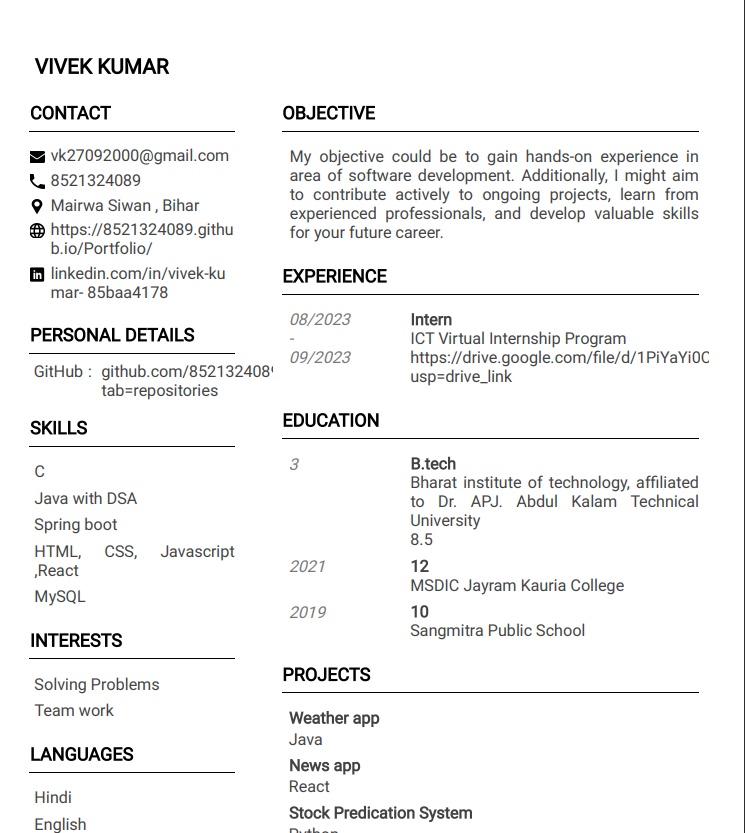 VIVEK KUMAR
CONTACT
vk27092000@gmail.com
8521324089
Mairwa Siwan , Bihar
https://8521324089.githu
b.io/Portfolio/
linkedin.com/in/vivek-ku
mar- 85baa4178
PERSONAL DETAILS
GitHub : github.com/8521324089
tab=repositories
SKILLS
C
Java with DSA
Spring boot
HTML, CSS, Javascript
,React
MySQL
INTERESTS
Solving Problems
Team work
LANGUAGES
Hindi
English
OBJECTIVE
My objective could be to gain hands-on experience in
area of software development. Additionally, I might aim
to contribute actively to ongoing projects, learn from
experienced professionals, and develop valuable skills
for your future career.
EXPERIENCE
08/2023
-
09/2023
Intern
ICT Virtual Internship Program
https://drive.google.com/file/d/1PiYaYi0C
usp=drive_link
EDUCATION
3
B.tech
Bharat institute of technology, affiliated
to Dr. APJ. Abdul Kalam Technical
University
8.5
2021
12
MSDIC Jayram Kauria College
2019
10
Sangmitra Public School
PROJECTS
Weather app
Java
News app
React
Stock Predication System
Python